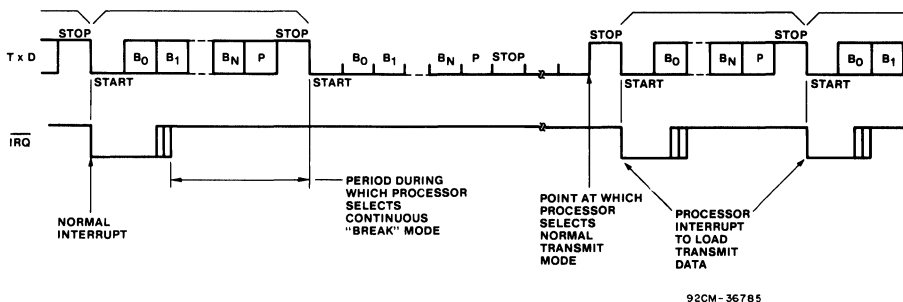 STOP STOP STOP STOP
T x D B0 B1 BN P B0 B1 BN P STOP B0 BN P B0 B1
START START START START
IRQ
NORMAL
INTERRUPT
PERIOD DURING
WHICH PROCESSOR
SELECTS
CONTINUOUS
"BREAK" MODE
POINT AT WHICH
PROCESSOR
SELECTS
NORMAL
TRANSMIT
MODE
PROCESSOR
INTERRUPT
TO LOAD
TRANSMIT
DATA
92CM-36785